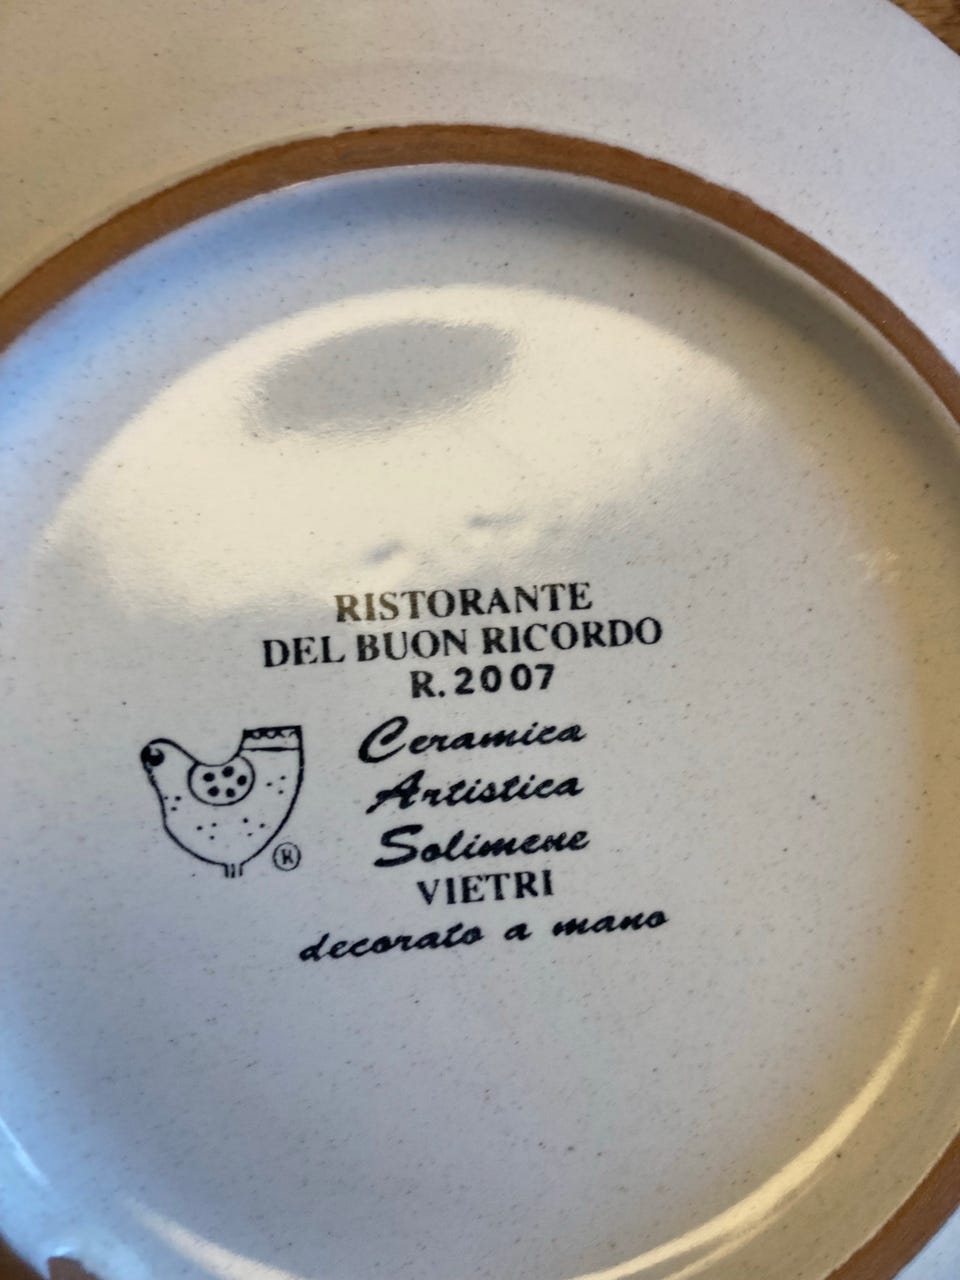 RISTORANTE
DEL BUON RICORDO
R. 2007
Ceramica
Artistica
Solimene
VIETRI
decorato a mano
®